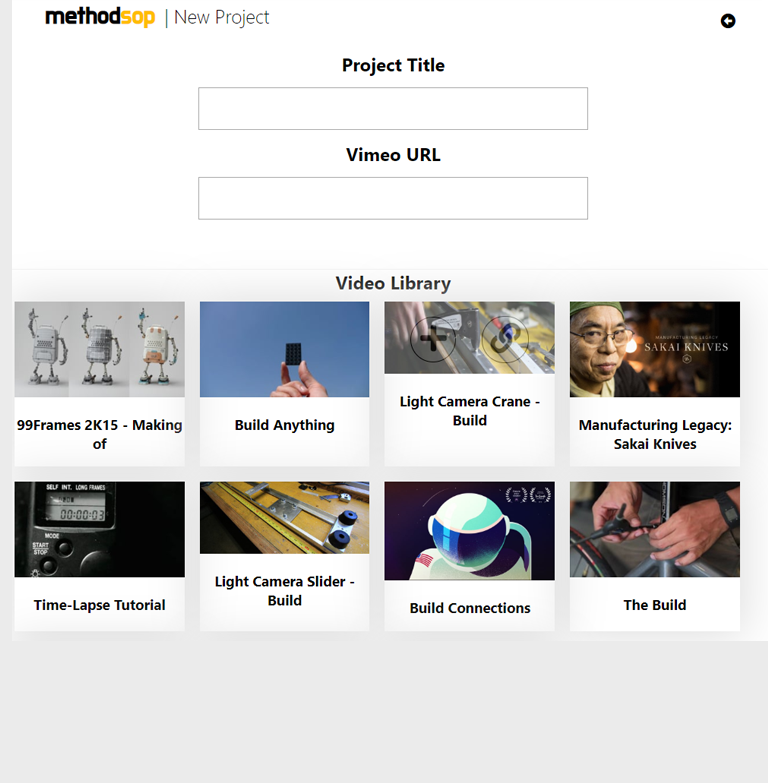 methodsop | New Project
Project Title
Vimeo URL
Video Library
MANUFACTURING LEGACY
SAKAI KNIVES
99Frames 2K15 - Making
of
Build Anything
Light Camera Crane -
Build
Manufacturing Legacy:
Sakai Knives
SELF INT. LONG FRAMES
00:00:03
MODE
START
STOP
Time-Lapse Tutorial
Light Camera Slider -
Build
Build Connections
The Build